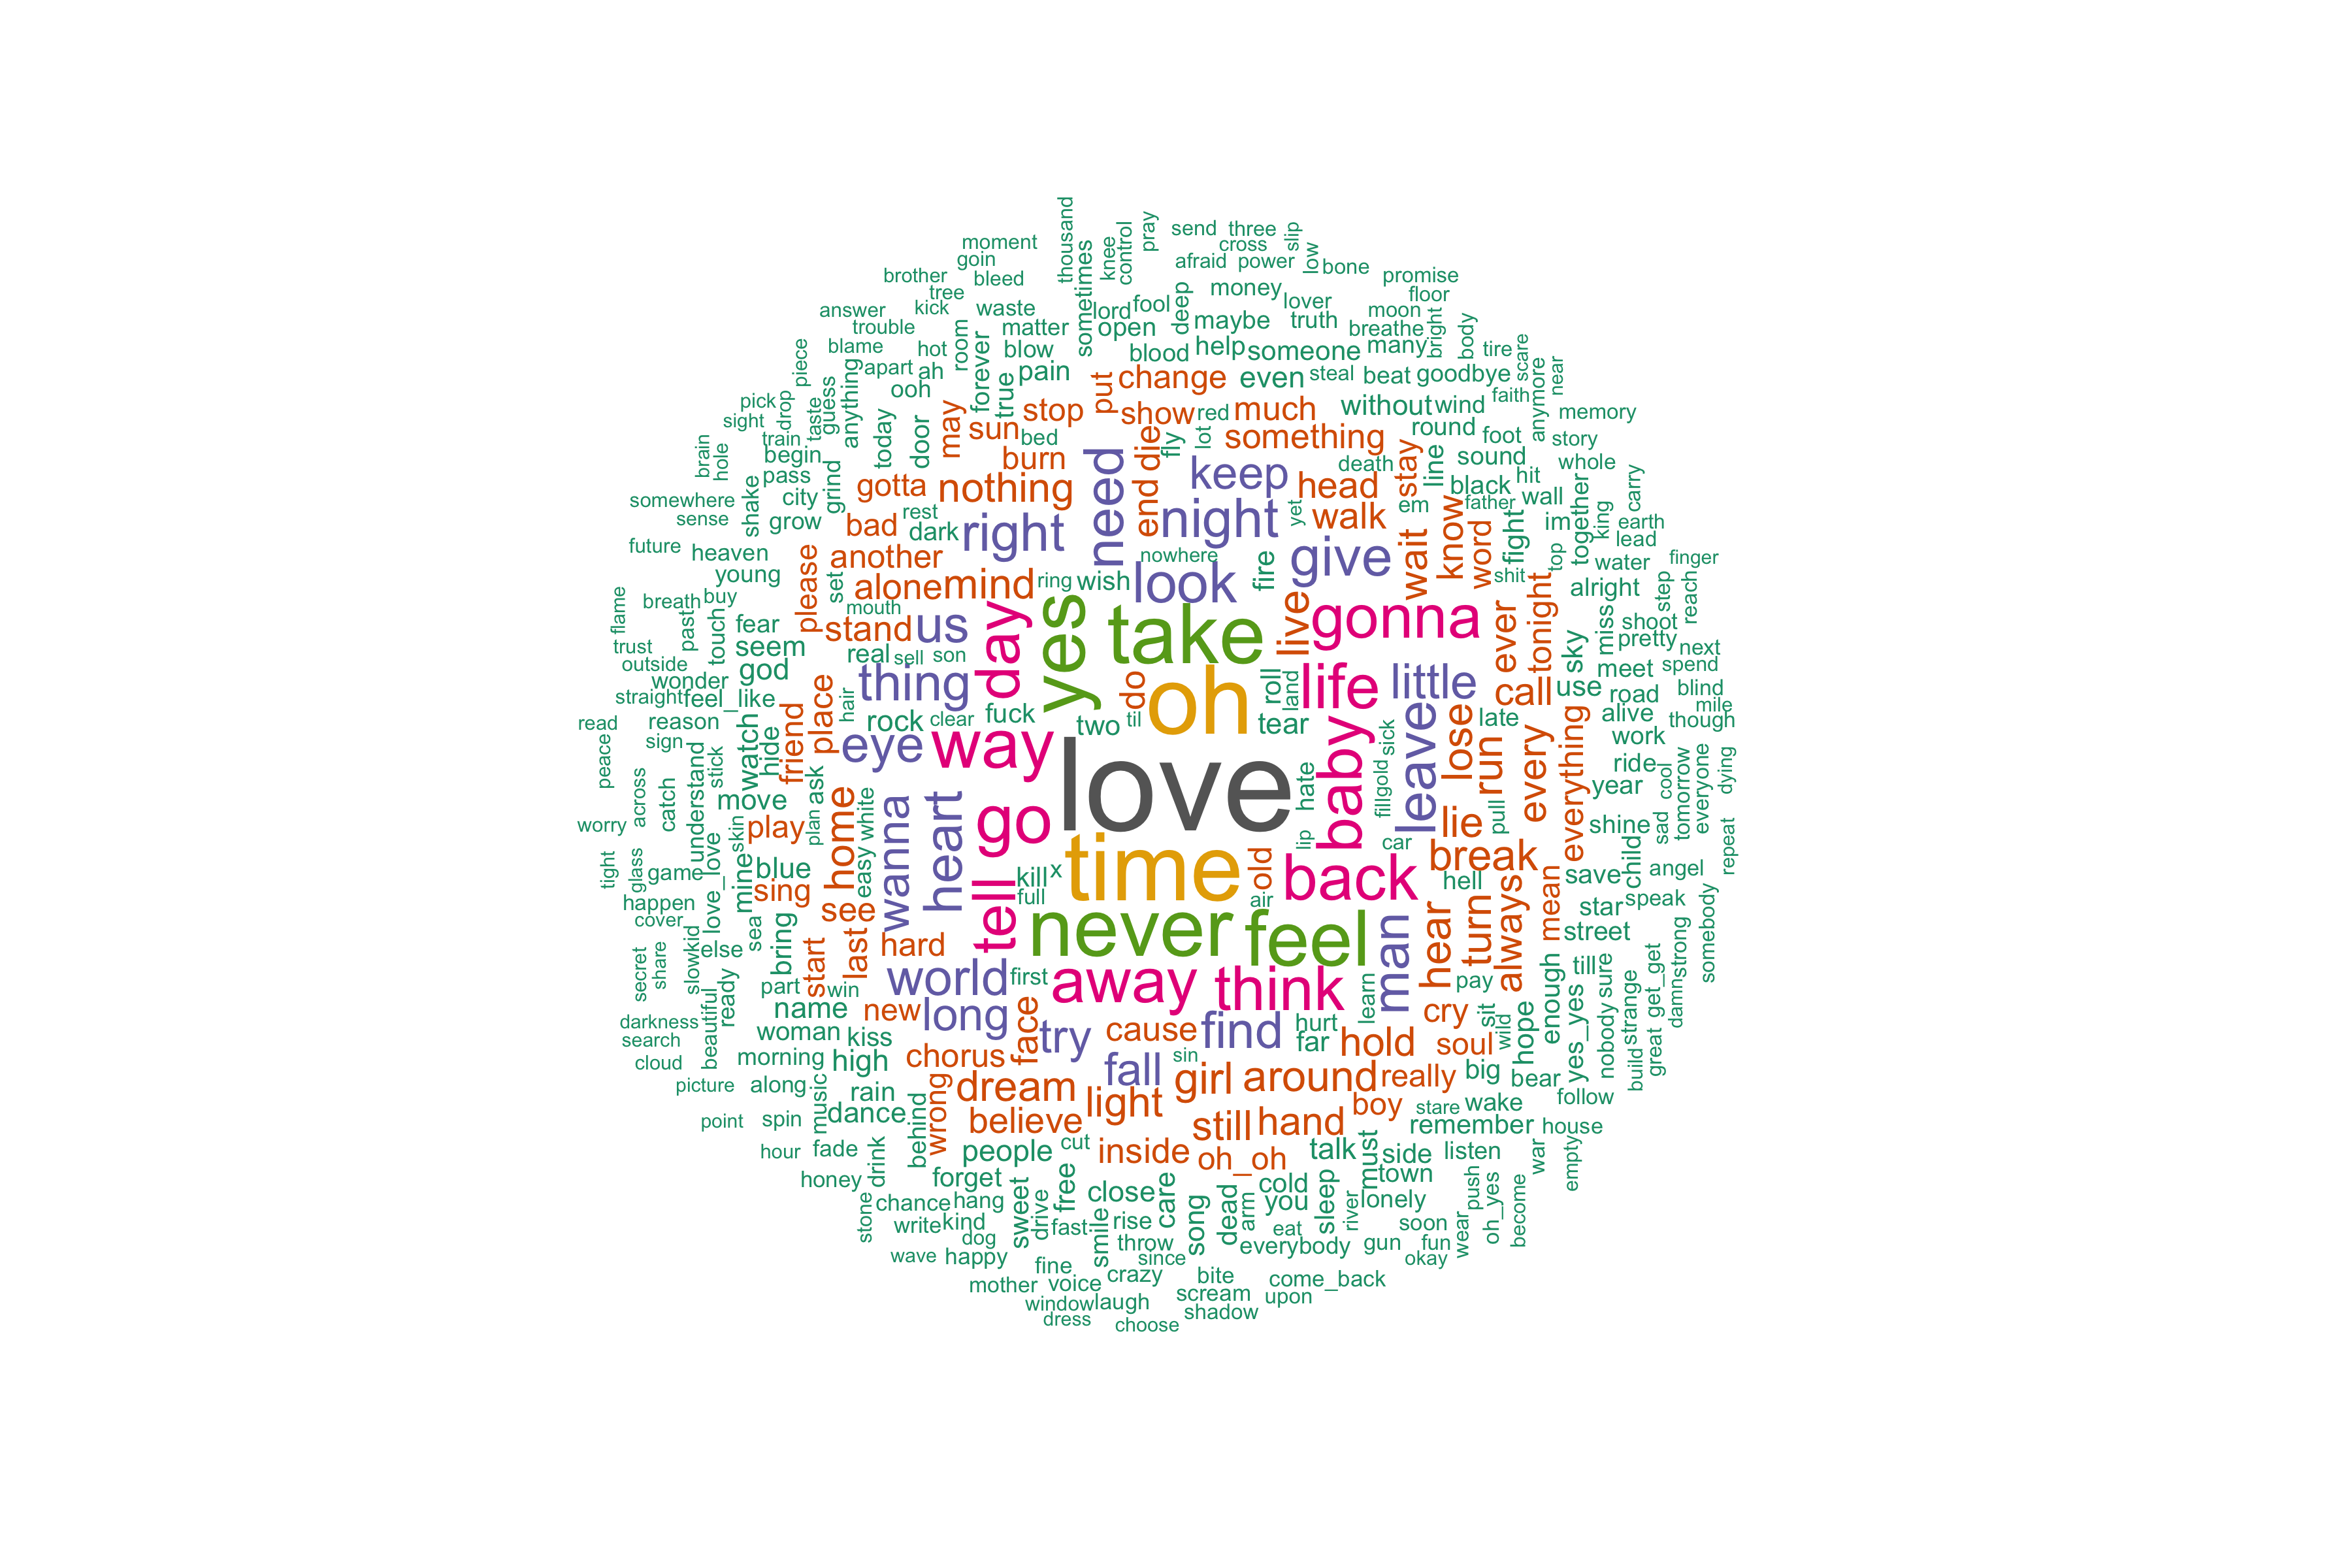 thousand
pray
send three
slip
moment
knee
control
cross
low
goin
sometimes
afraid power
bone
brother
bleed
promise
tree
deep
money
floor
answer
kick
waste
lord
fool
lover
moon
trouble
room
matter
open
maybe
truth
breathe
bright
body
blame
hot
forever
blow
blood
help
someone
many
tire
scare
piece
apart
ah
true
pain
put
change
even
steal
beat
goodbye
near
guess
anything
ooh
may
stop
show
red
much
without
wind
faith
anymore
pick
drop
taste
memory
sight
today
door
sun
bed
need
die
fly
lot
something
stay
line
round
foot
story
brain
hole
train
begin
burn
end
keep
death
sound
whole
pass
grind
gotta
nothing
head
black
hit
together
carry
somewhere
shake
city
rest
night
yet
walk
em
know
father
wall
king
sense
grow
bad
dark
right
wait
word
fight
im
earth
future
heaven
please
another
nowhere
look
fire
give
top
lead
young
set
alone
mind
ring
wish
shit
water
finger
flame
breath
buy
mouth
day
yes
take
live
gonna
ever
tonight
alright
step
reach
past
touch
fear
stand
us
sky
miss
shoot
trust
seem
real
sell
son
pretty
next
outside
god
thing
do
oh
roll
land
life
little
meet
spend
wonder
place
hair
call
use
road
blind
straight
feel_like
friend
rock
clear
fuck
two
til
tear
baby
leave
lose
late
run
every
everything
alive
mile
read
reason
watch
hide
eye
way
love
sick
though
peace
sign
understand
stick
ask
hate
fill
gold
work
across
catch
love_love
move
home
white
wanna
heart
go
pull
ride
cool
tomorrow
everyone
dying
worry
skin
play
plan
easy
time
lip
car
lie
year
sad
tight
glass
game
mine
blue
tell
kill
x
old
back
break
shine
child
repeat
happen
sing
see
full
air
hell
always
mean
save
angel
cover
sea
bring
never
feel
man
hear
turn
star
speak
somebody
secret
share
slow
kid
else
start
last
hard
street
strong
damn
beautiful
ready
part
win
world
first
away
think
learn
pay
enough
till
sure
get_get
darkness
name
new
long
face
try
cause
find
hurt
cry
sit
wild
hope
yes_yes
nobody
strange
great
search
woman
kiss
far
hold
soul
build
cloud
morning
high
chorus
fall
sin
picture
along
music
rain
wrong
dream
light
girl
around
really
big
bear
follow
point
spin
dance
behind
believe
still
hand
boy
stare
wake
remember
house
hour
fade
drink
people
cut
inside
oh_oh
talk
must
side
listen
war
empty
honey
forget
sweet
free
close
care
song
dead
cold
sleep
town
push
become
stone
chance
hang
drive
smile
arm
you
river
lonely
oh_yes
write
kind
fast
rise
eat
soon
wear
dog
throw
everybody
gun
fun
wave
happy
since
okay
fine
crazy
bite
mother
voice
come_back
scream
upon
window
laugh
shadow
dress
choose